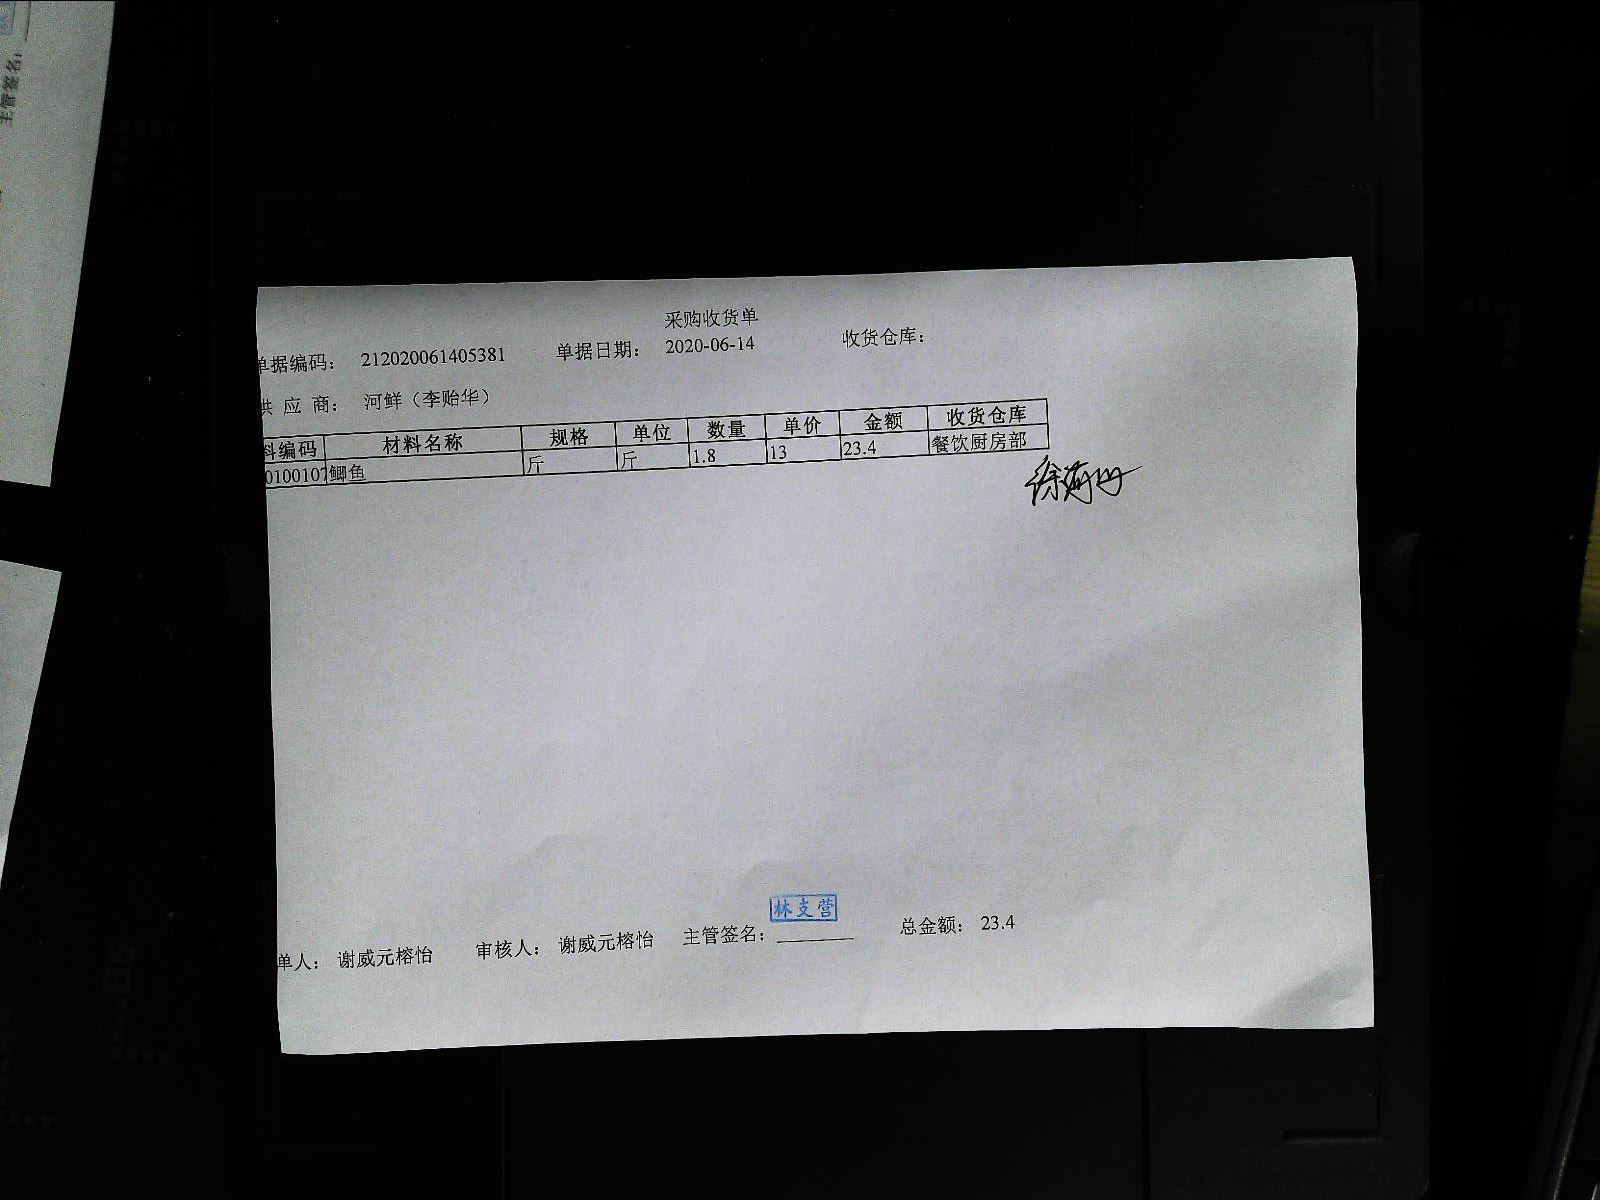 采购收货单
单据编码： 212020061405381 单据日期： 2020-06-14 收货仓库：
供 应 商： 河鲜（李贻华）
料编码 材料名称 规格 单位 数量 单价 金额 收货仓库
0100107 鲫鱼 斤 斤 1.8 13 23.4 餐饮厨房部
林支营
单人： 谢威元榕怡 审核人： 谢威元榕怡 主管签名： 总金额： 23.4
主管签名：